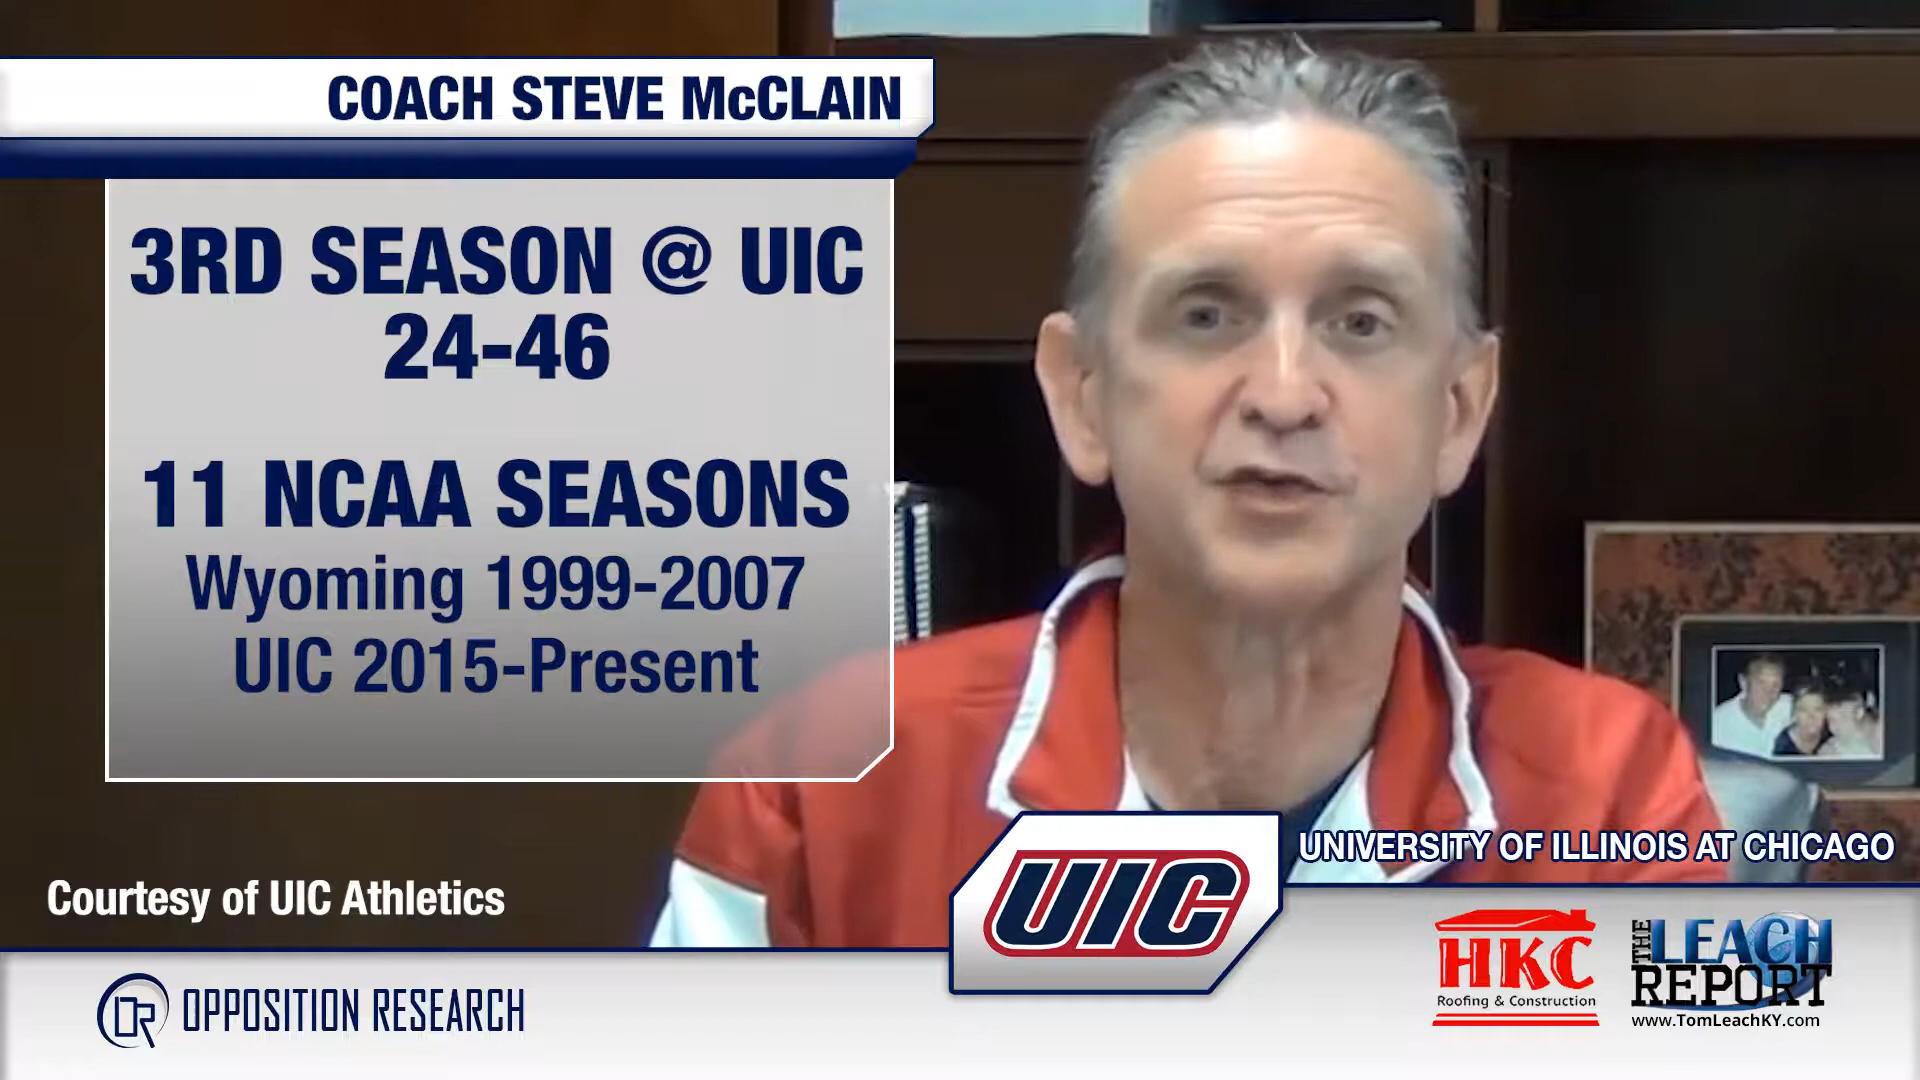 COACH STEVE McCLAIN
3RD SEASON @ UIC
24-46
11 NCAA SEASONS
Wyoming 1999-2007
UIC 2015-Present
Courtesy of UIC Athletics
UIC
UNIVERSITY OF ILLINOIS AT CHICAGO
OR OPPOSITION RESEARCH
HKC
Roofing & Construction
THE LEACH
REPORT
www.TomLeachKY.com